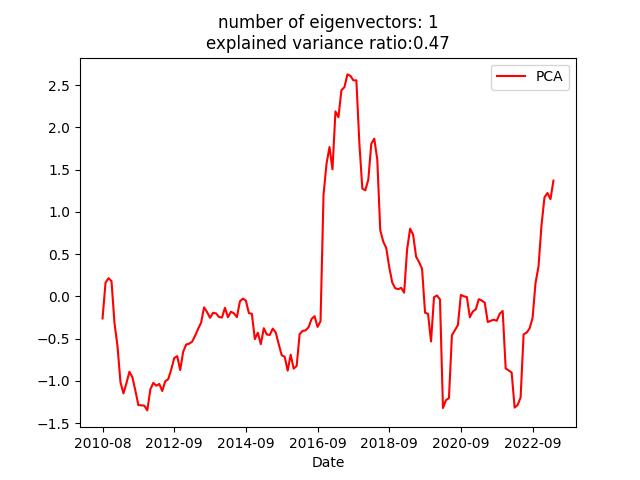 number of eigenvectors: 1
explained variance ratio:0.47
PCA
2.5
2.0
1.5
1.0
0.5
0.0
−0.5
−1.0
−1.5
2010-08 2012-09 2014-09 2016-09 2018-09 2020-09 2022-09
Date